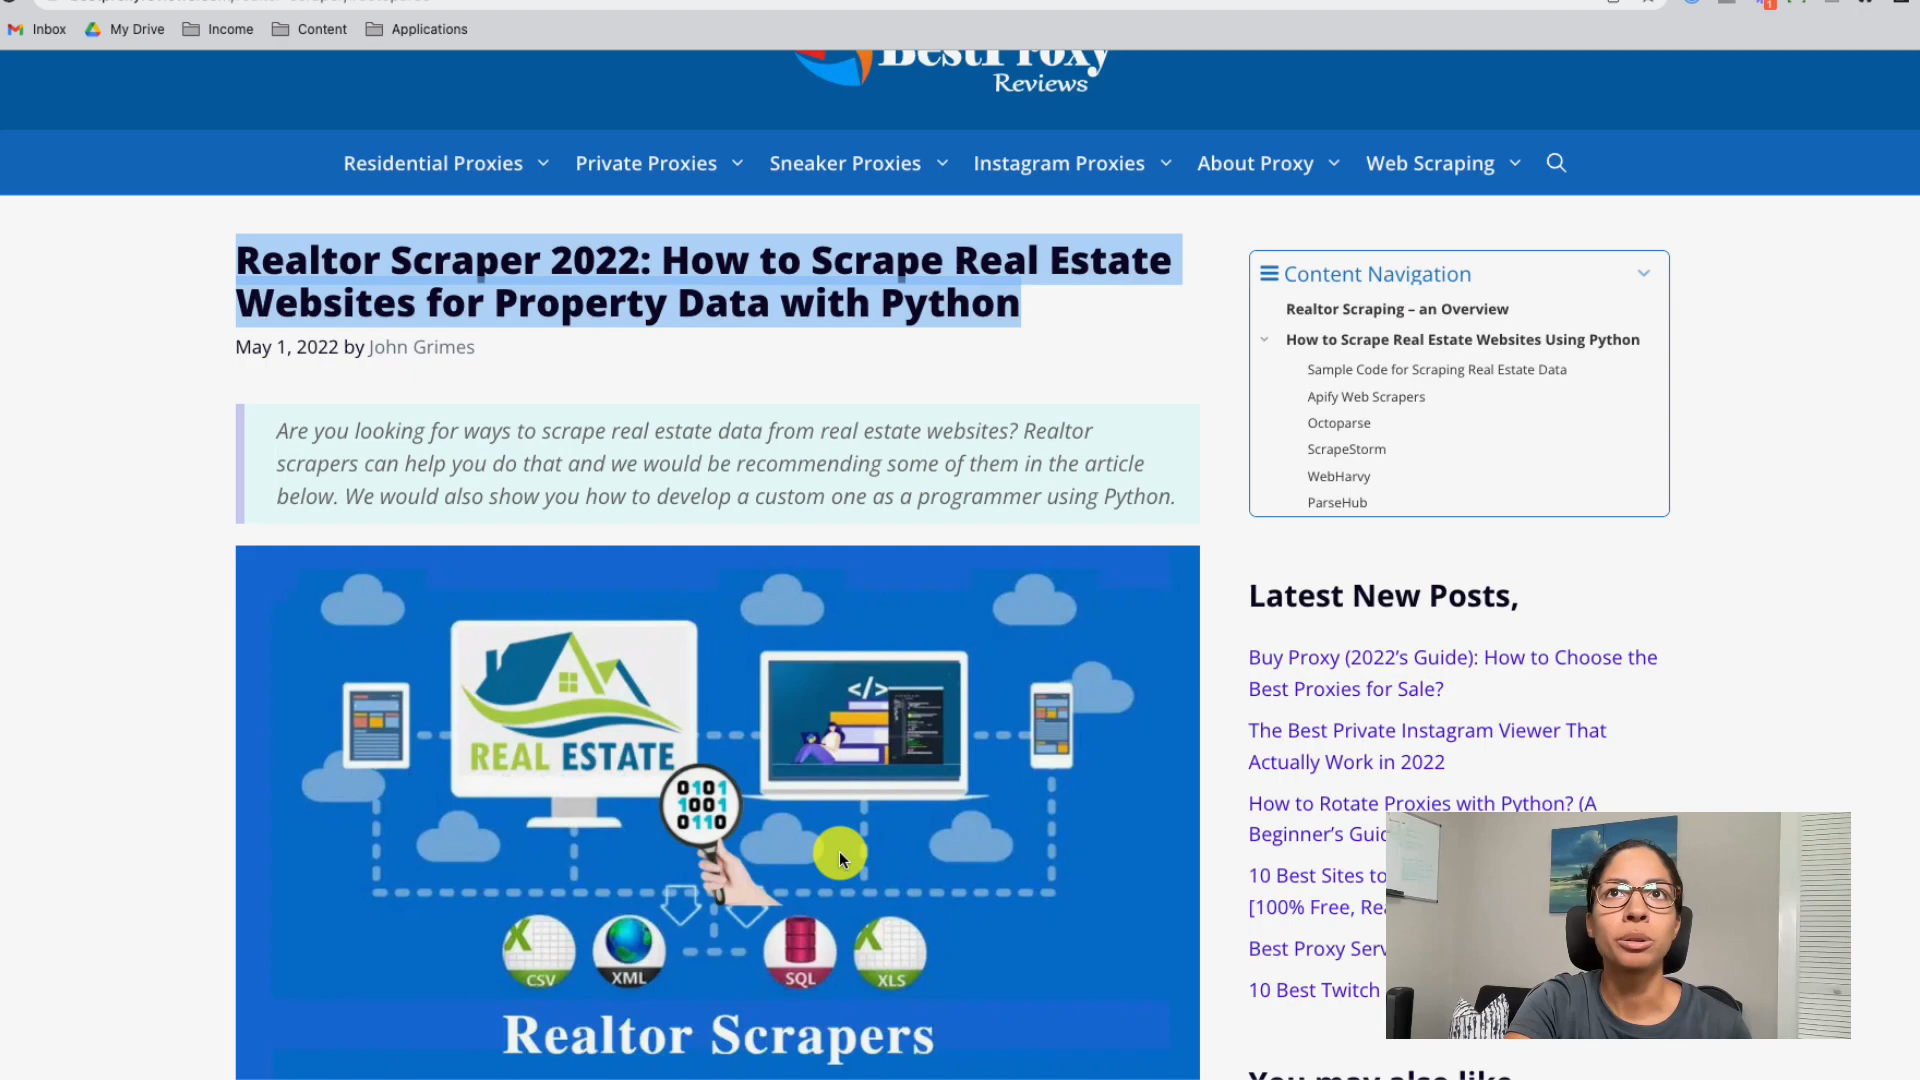 Inbox
My Drive
Income
Content
Applications
BestProxy
Reviews
Residential Proxies
Private Proxies
Sneaker Proxies
Instagram Proxies
About Proxy
Web Scraping
Realtor Scraper 2022: How to Scrape Real Estate
Websites for Property Data with Python
May 1, 2022 by John Grimes
Are you looking for ways to scrape real estate data from real estate websites? Realtor
scrapers can help you do that and we would be recommending some of them in the article
below. We would also show you how to develop a custom one as a programmer using Python.
REAL ESTATE
</>
0101
1001
0110
CSV
XML
SQL
XLS
Realtor Scrapers
Content Navigation
Realtor Scraping – an Overview
How to Scrape Real Estate Websites Using Python
Sample Code for Scraping Real Estate Data
Apify Web Scrapers
Octoparse
ScrapeStorm
WebHarvy
ParseHub
Latest New Posts,
Buy Proxy (2022's Guide): How to Choose the
Best Proxies for Sale?
The Best Private Instagram Viewer That
Actually Work in 2022
How to Rotate Proxies with Python? (A
Beginner's
10 Best Sites to
[100% Free,
Best Proxy
10 Best Twitch
You may also like